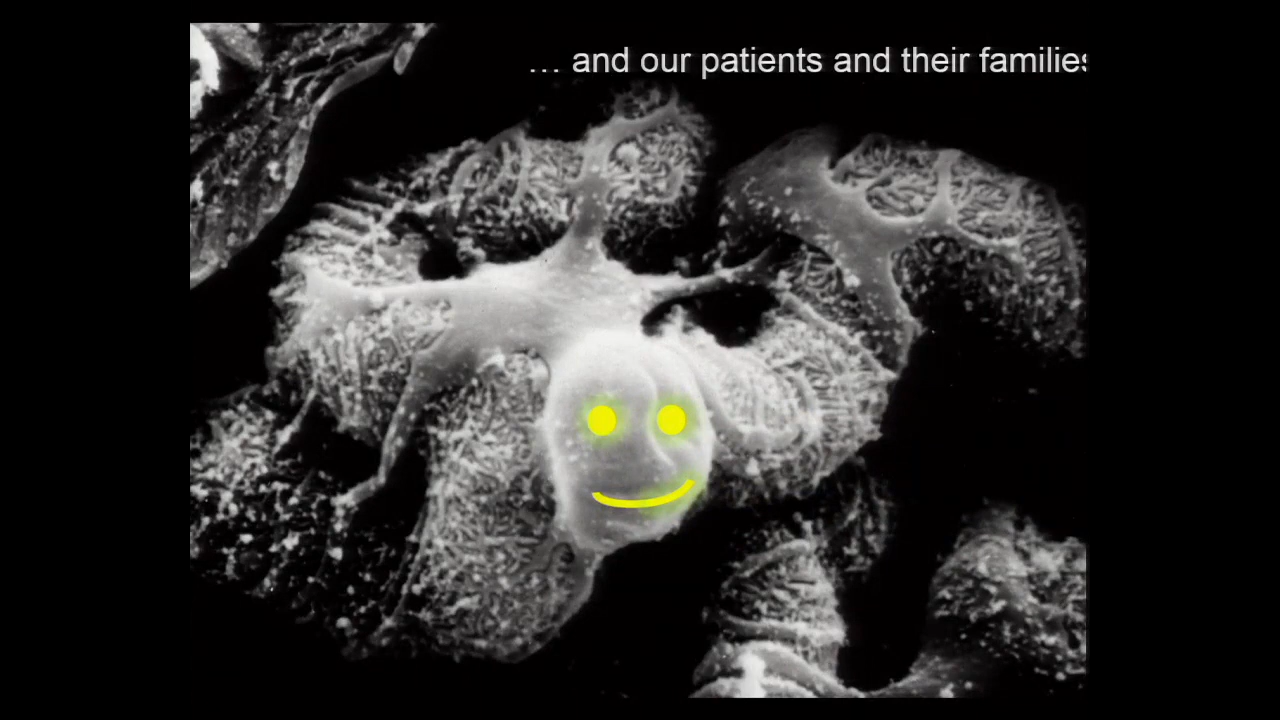 … and our patients and their families